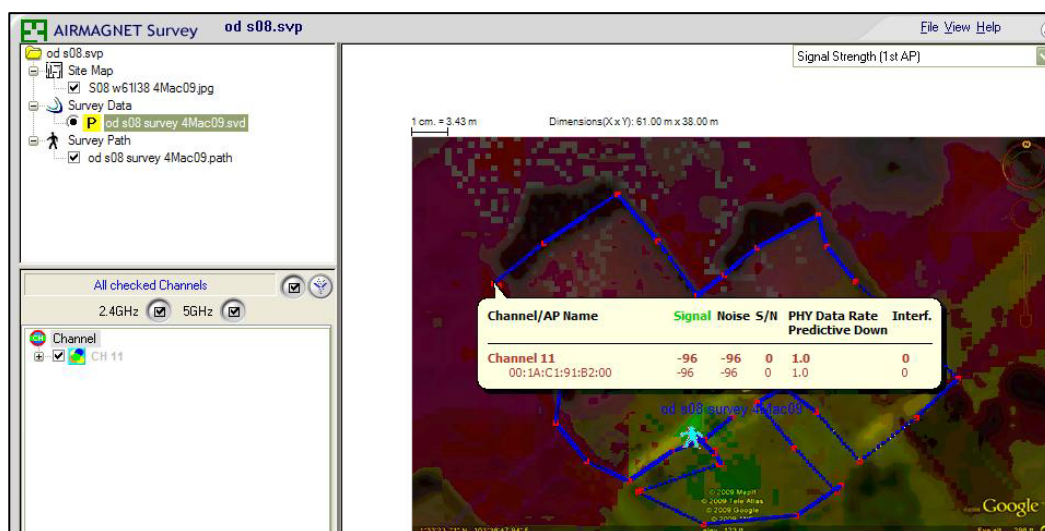 AIRMAGNET Survey od s08.svp
File View Help
od s08.svp
Site Map
S08 w61l38 4Mac09.jpg
Survey Data
P od s08 survey 4Mac09.svd
Survey Path
od s08 survey 4Mac09.path
All checked Channels
2.4GHz 5GHz
CH Channel
CH 11
Signal Strength (1st AP)
1 cm. = 3.43 m Dimensions(X x Y): 61.00 m x 38.00 m
Channel/AP Name Signal Noise S/N PHY Data Rate Interf.
Predictive Down
Channel 11 -96 -96 0 1.0 0
00:1A:C1:91:B2:00 -96 -96 0 1.0 0
od s08 survey 4Mac09
© 2009 MapIt
© 2009 Tele Atlas
© 2009 Google
Google